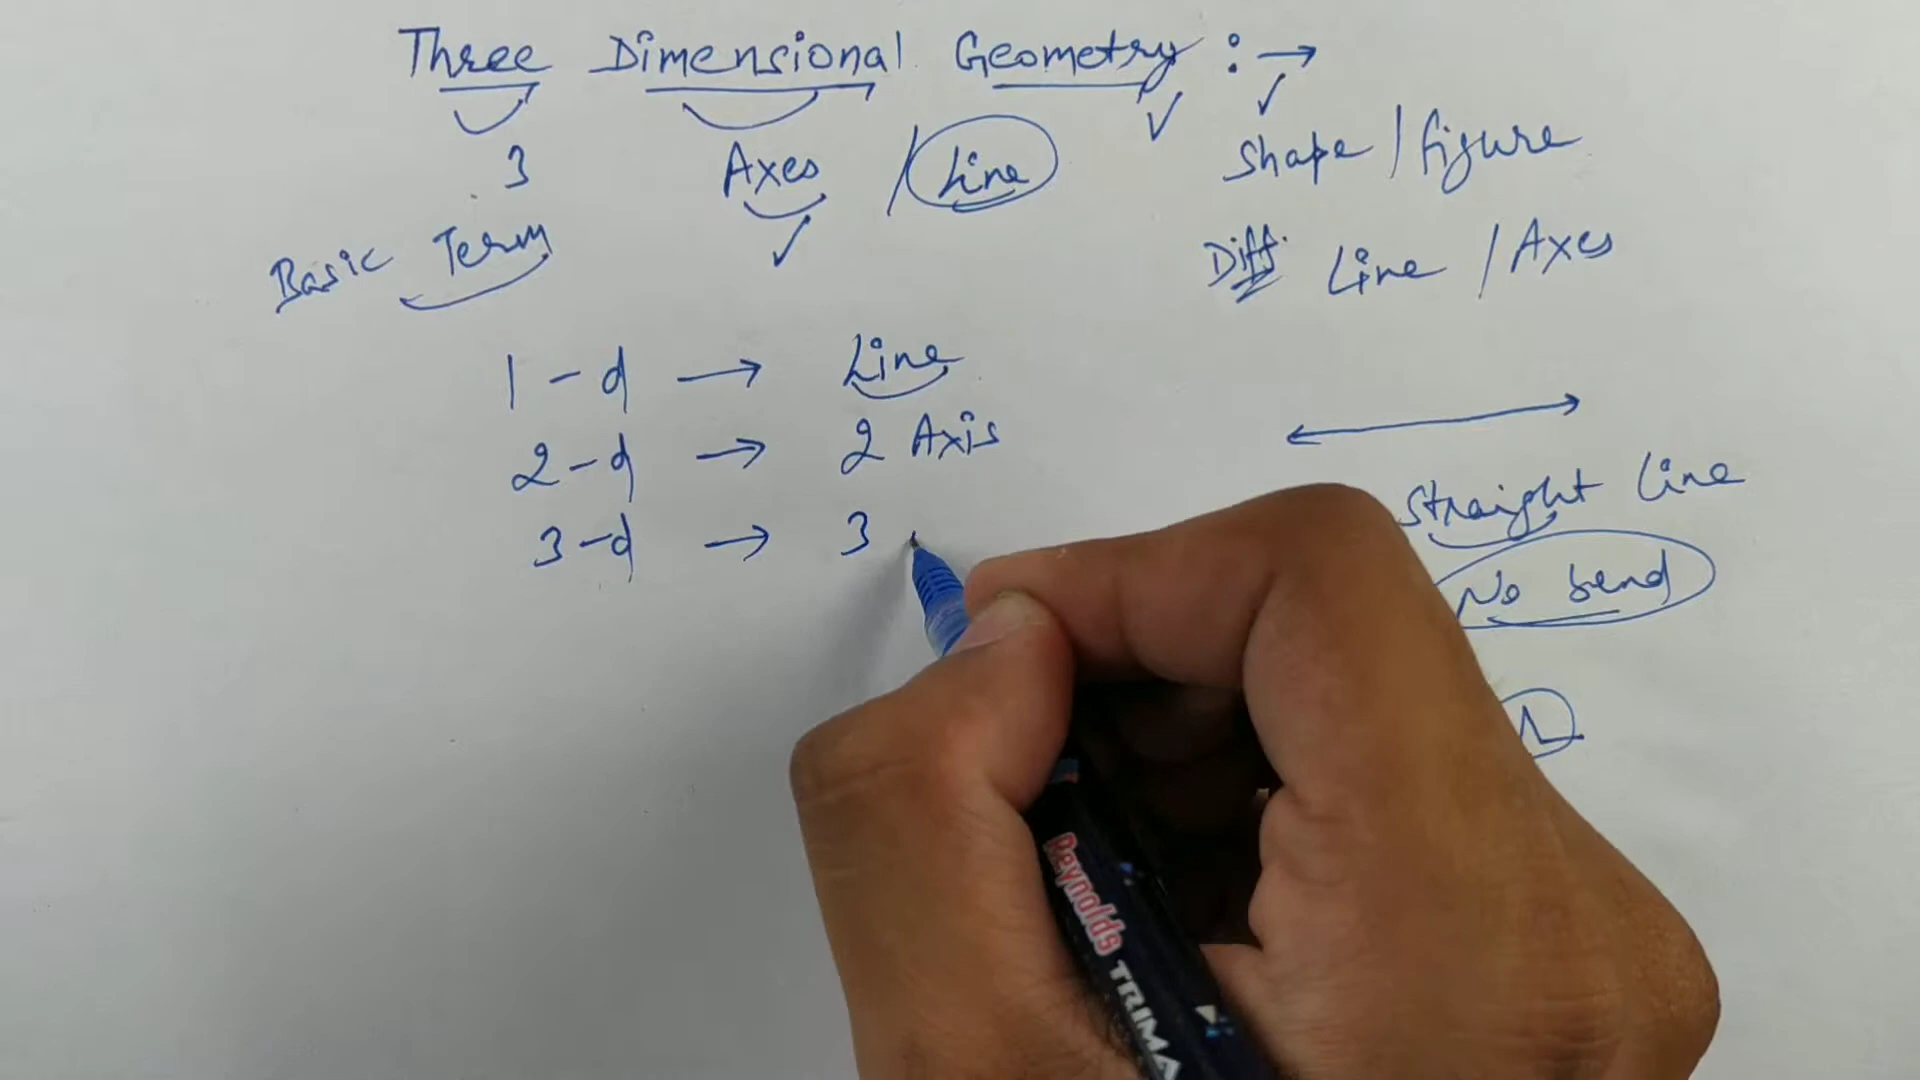 Three Dimensional Geometry :→
3 Axes / Line Shape / figure
Basic Term Diff. Line / Axes
1-d → Line
2-d → 2 Axis
Straight Line
3-d → 3
No bend
Reynolds TRIMA